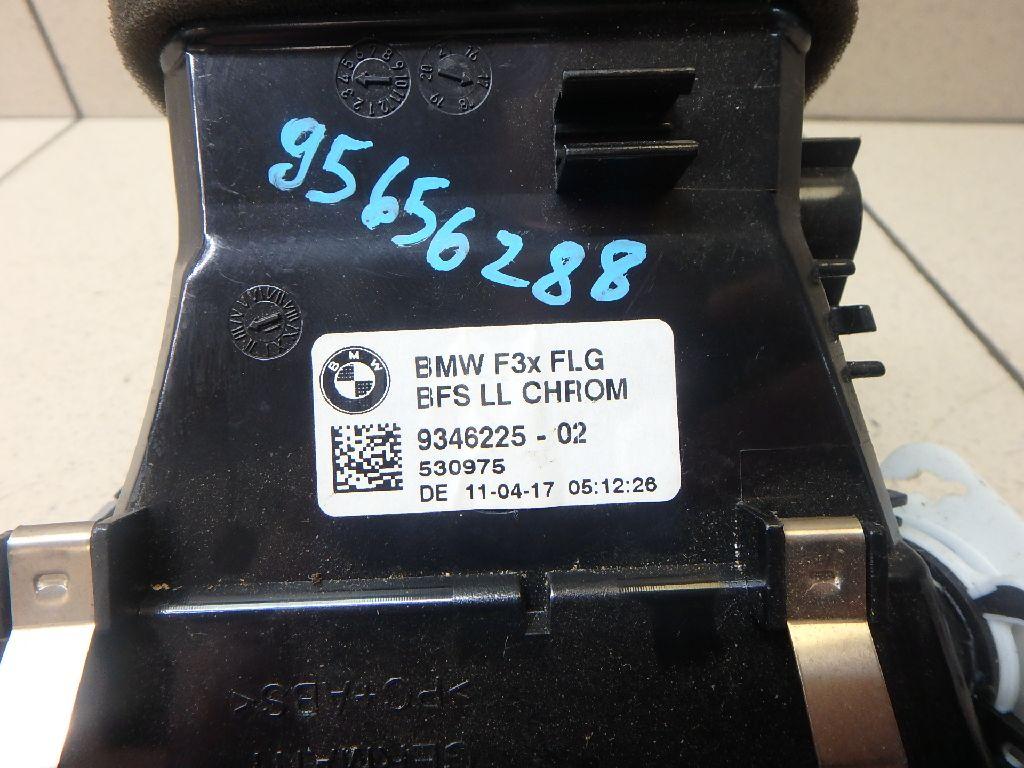 95656288
BMW
BMW F3x FLG
BFS LL CHROM
9346225 - 02
530975
DE 11-04-17 05:12:26
>PC+ABS<